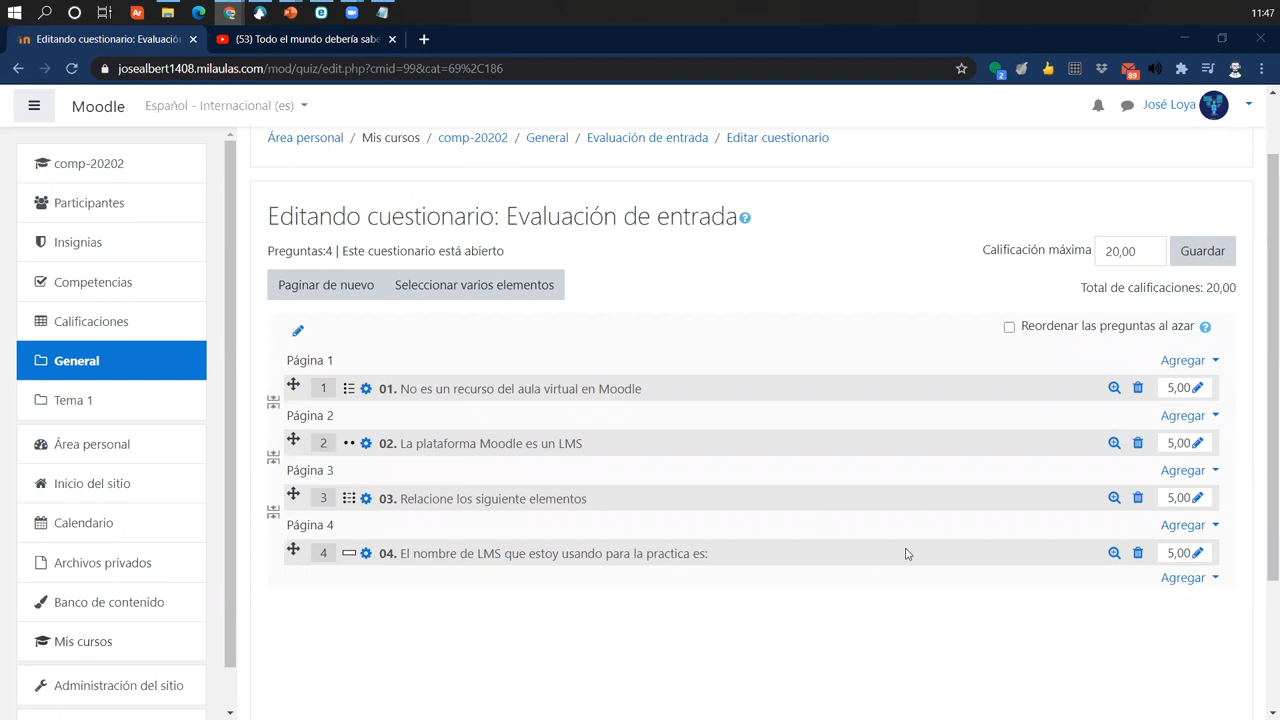 11:47
Editando cuestionario: Evaluació
(53) Todo el mundo debería sabe
josealbert1408.milaulas.com/mod/quiz/edit.php?cmid=99&cat=69%2C186
2
89
Moodle
Español - Internacional (es)
José Loya
Área personal / Mis cursos / comp-20202 / General / Evaluación de entrada / Editar cuestionario
comp-20202
Participantes
Insignias
Competencias
Calificaciones
General
Tema 1
Área personal
Inicio del sitio
Calendario
Archivos privados
Banco de contenido
Mis cursos
Administración del sitio
Editando cuestionario: Evaluación de entrada
Preguntas:4 | Este cuestionario está abierto
Calificación máxima 20,00 Guardar
Paginar de nuevo Seleccionar varios elementos
Total de calificaciones: 20,00
Reordenar las preguntas al azar
Página 1 Agregar
1 01. No es un recurso del aula virtual en Moodle 5,00
Página 2 Agregar
2 02. La plataforma Moodle es un LMS 5,00
Página 3 Agregar
3 03. Relacione los siguiente elementos 5,00
Página 4 Agregar
4 04. El nombre de LMS que estoy usando para la practica es: 5,00
Agregar